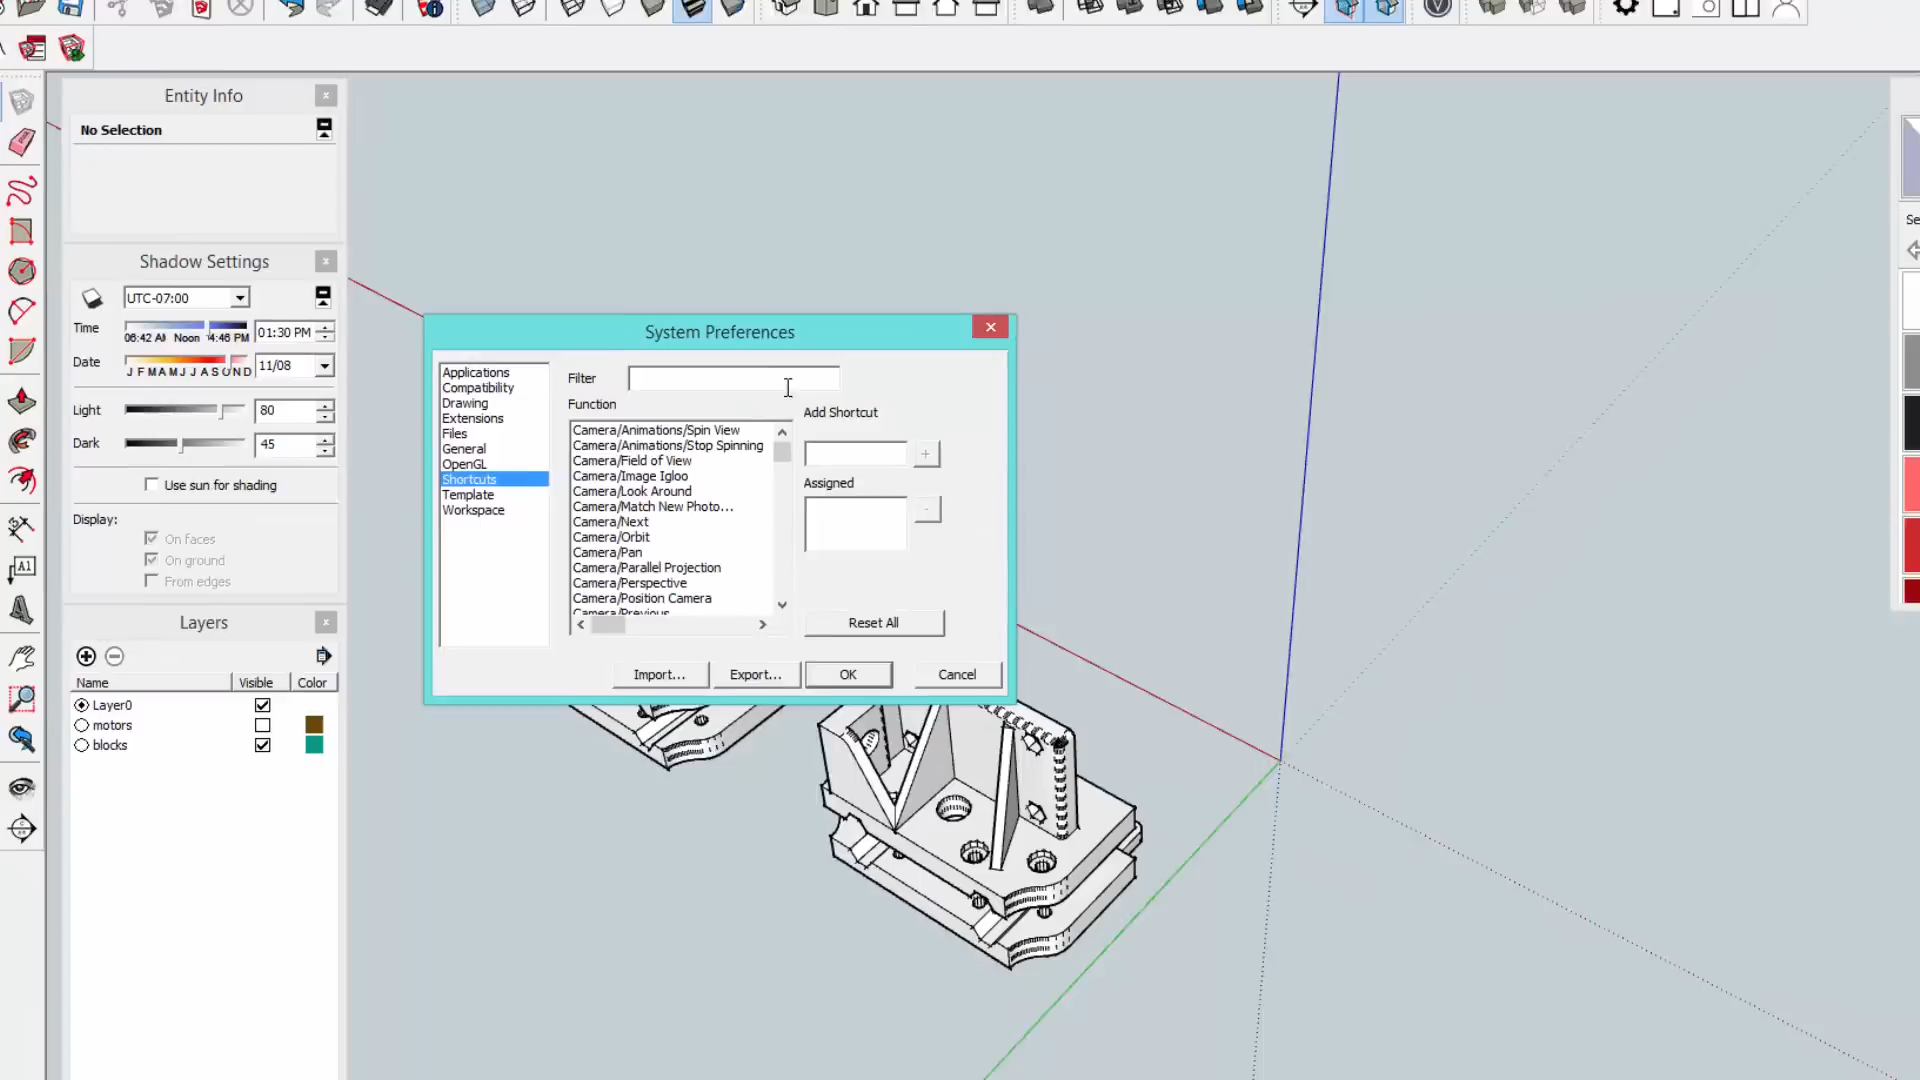 Entity Info
No Selection
Shadow Settings
UTC-07:00
Time
06:42 AM Noon 4:46 PM
01:30 PM
Date
J F M A M J J A S O N D
11/08
Light
80
Dark
45
Use sun for shading
Display:
On faces
On ground
From edges
Layers
Name Visible Color
Layer0
motors
blocks
System Preferences
Applications
Compatibility
Drawing
Extensions
Files
General
OpenGL
Shortcuts
Template
Workspace
Filter
Function
Camera/Animations/Spin View
Camera/Animations/Stop Spinning
Camera/Field of View
Camera/Image Igloo
Camera/Look Around
Camera/Match New Photo...
Camera/Next
Camera/Orbit
Camera/Pan
Camera/Parallel Projection
Camera/Perspective
Camera/Position Camera
Camera/Previous
Add Shortcut
+
Assigned
-
Reset All
Import...
Export...
OK
Cancel
A1
Se